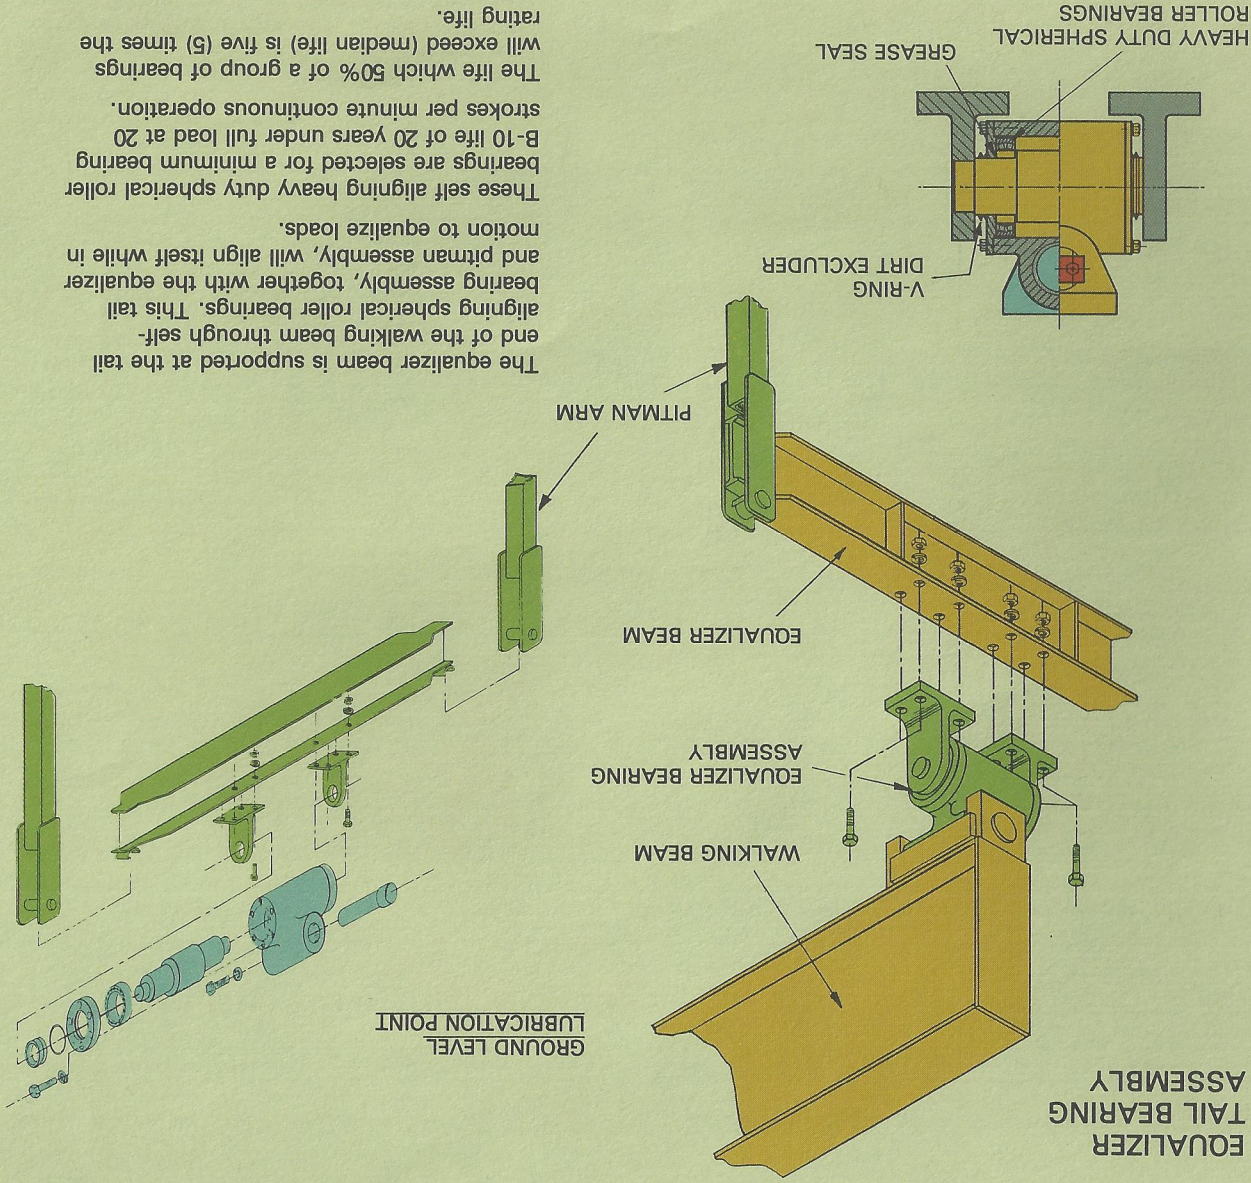 EQUALIZER
TAIL BEARING
ASSEMBLY
GROUND LEVEL
LUBRICATION POINT
WALKING BEAM
EQUALIZER BEARING
ASSEMBLY
EQUALIZER BEAM
PITMAN ARM
The equalizer beam is supported at the tail
end of the walking beam through self-
aligning spherical roller bearings. This tail
bearing assembly, together with the equalizer
and pitman assembly, will align itself while in
motion to equalize loads.
These self aligning heavy duty spherical roller
bearings are selected for a minimum bearing
B-10 life of 20 years under full load at 20
strokes per minute continuous operation.
The life which 50% of a group of bearings
will exceed (median life) is five (5) times the
rating life.
V-RING
DIRT EXCLUDER
GREASE SEAL
HEAVY DUTY SPHERICAL
ROLLER BEARINGS